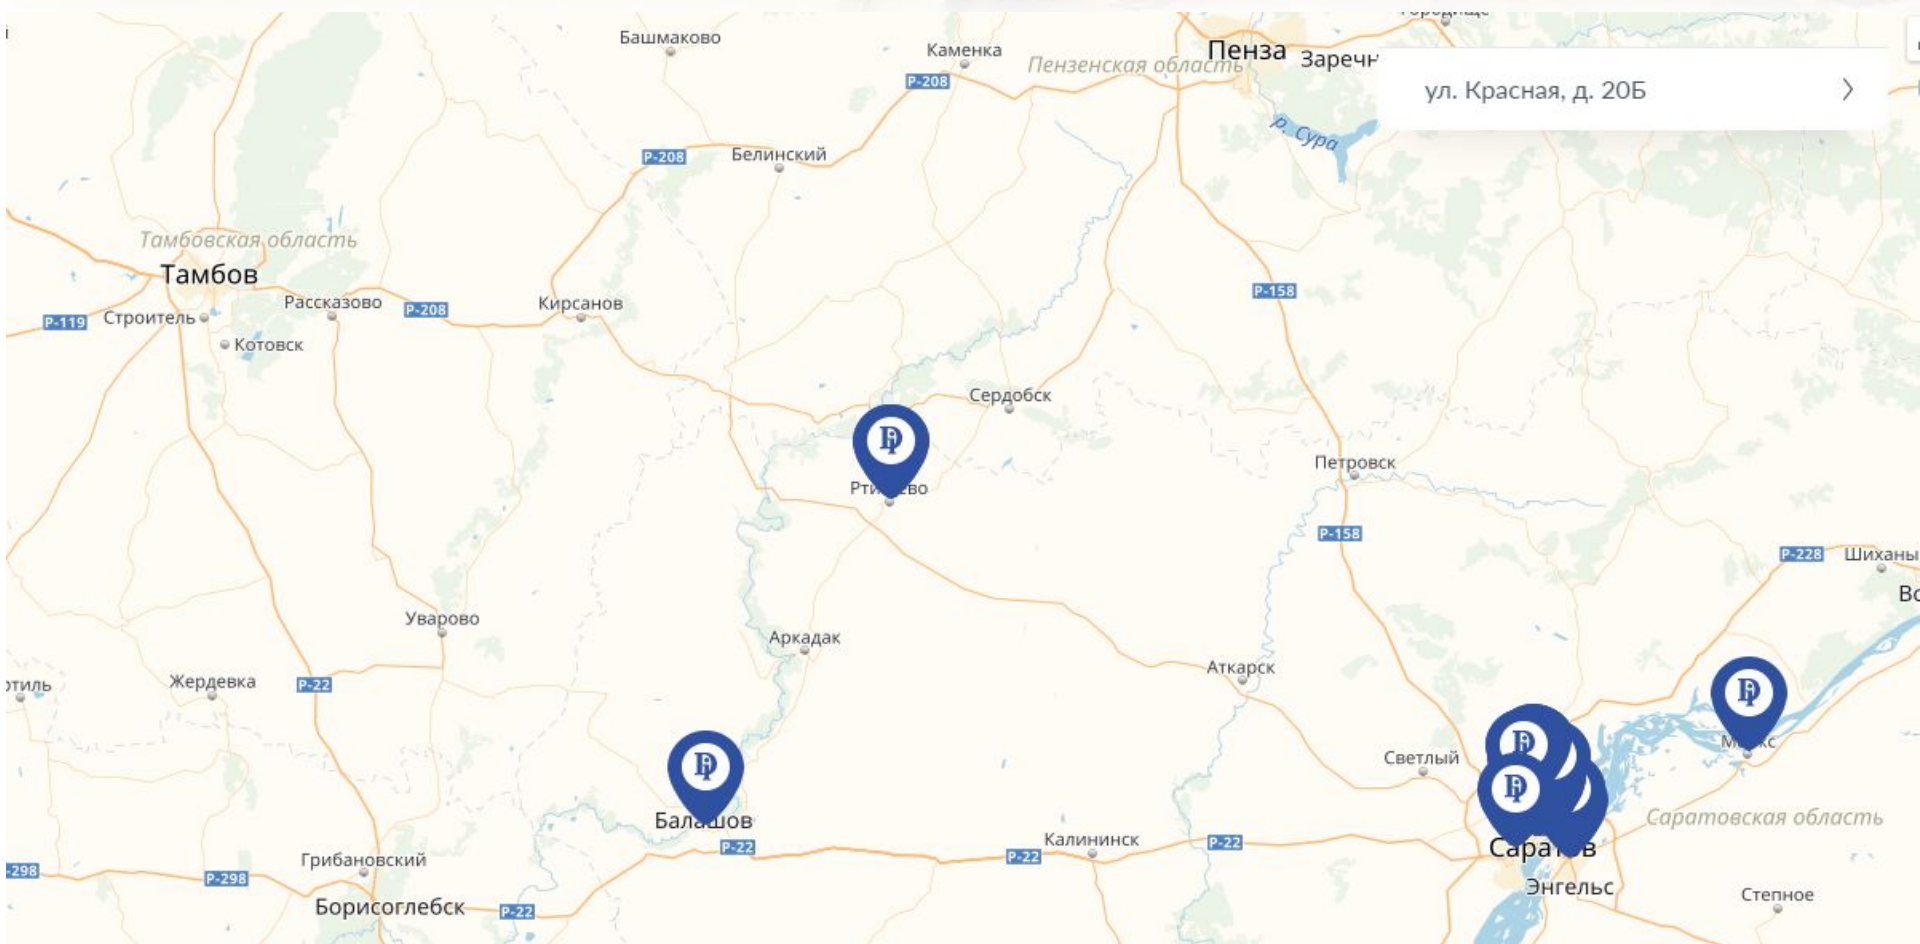 Башмаково
Каменка
Пенза
Заречн
Пензенская область
Р-208
ул. Красная, д. 20Б
р. Сура
Р-208
Белинский
Тамбовская область
Тамбов
Рассказово
Р-208
Кирсанов
Р-158
Р-119
Строитель
Котовск
Сердобск
Петровск
Р-158
Р-228
Шиханы
Уварово
Аркадак
Аткарск
Жердевка
Р-22
Светлый
Саратовская область
Балашов
Р-22
Калининск
Р-22
Р-22
Саратов
Грибановский
-298
Р-298
Энгельс
Степное
Борисоглебск
Р-22